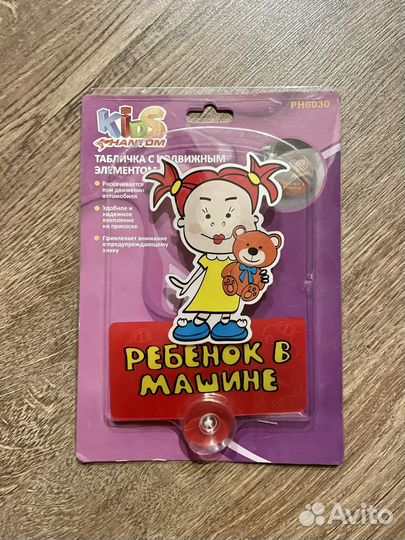 PH6030
KiDS
PHANTOM
ТАБЛИЧКА С ПОДВИЖНЫМ
ЭЛЕМЕНТОМ
Раскачивается
при движении
автомобиля
Удобное и
надежное
крепление
на присоске
Привлекает внимание
к предупреждающему
знаку
РЕБЕНОК В
МАШИНЕ
Avito